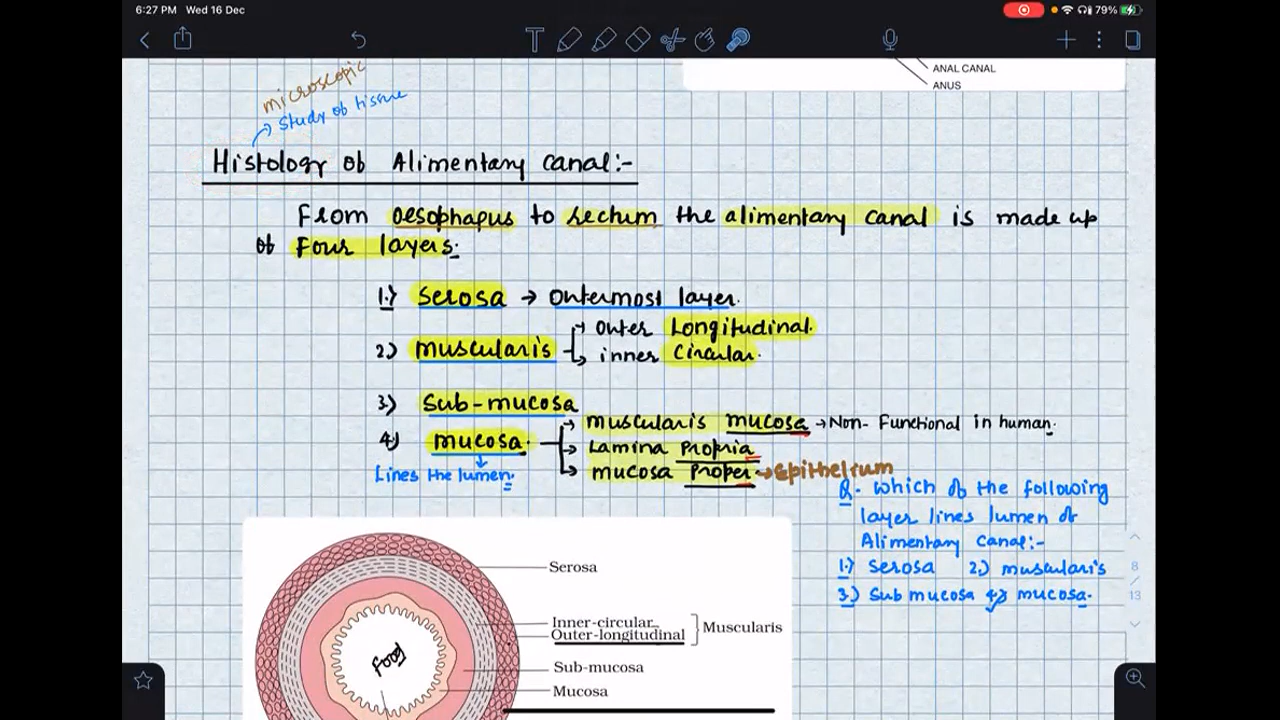 6:27 PM Wed 16 Dec
79%
ANAL CANAL
ANUS
microscopic
→ Study of tissue
Histology of Alimentary canal:-
From oesophapus to rectum the alimentary canal is made up
of Four layers.
1.) Serosa → Outermost layer.
2) muscularis outer Longitudinal.
inner Circular.
3) Sub-mucosa
4) mucosa. muscularis mucosa → Non-Functional in human.
Lamina Propria
mucosa Proper → Epithelium
Lines the lumen.
Q. Which of the following
layer lines lumen of
Alimentary Canal:-
1.) Serosa 2.) muscularis
3.) Sub mucosa 4.) mucosa.
8
/
13
Serosa
Inner-circular
Outer-longitudinal
Muscularis
Food
Sub-mucosa
Mucosa